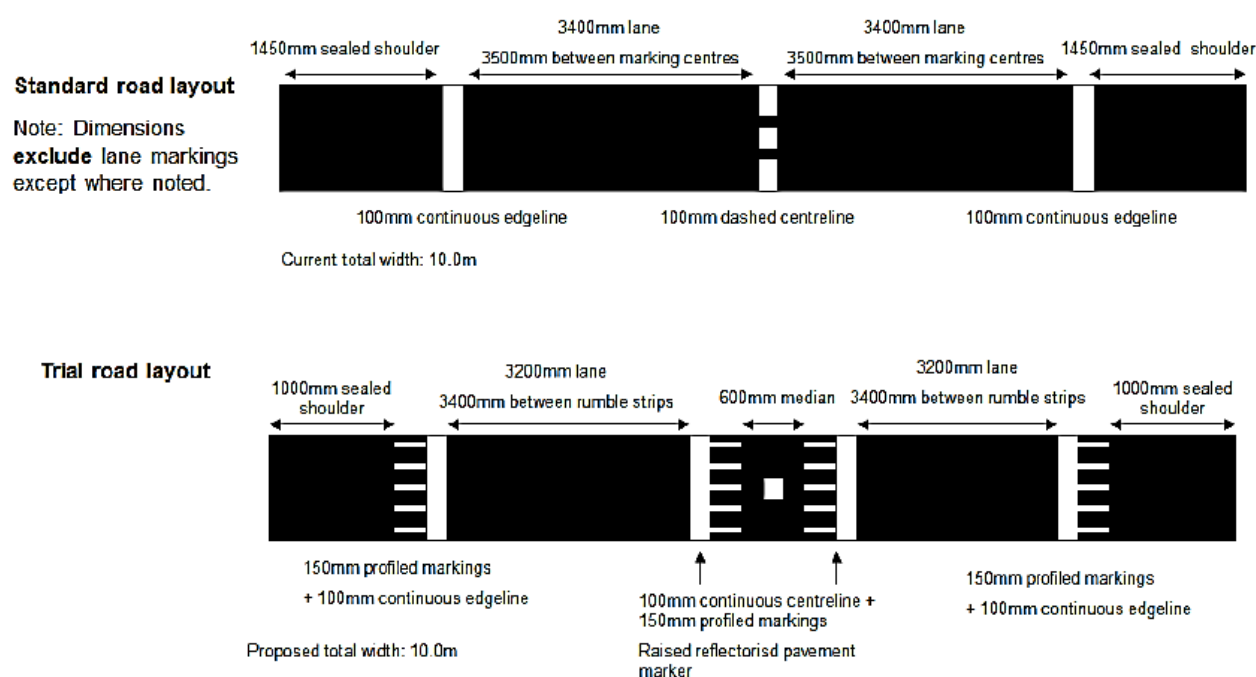 3400mm lane
3400mm lane
1450mm sealed shoulder
3500mm between marking centres
3500mm between marking centres
1450mm sealed shoulder
Standard road layout
Note: Dimensions
exclude lane markings
except where noted.
100mm continuous edgeline
100mm dashed centreline
100mm continuous edgeline
Current total width: 10.0m
Trial road layout
1000mm sealed
shoulder
3200mm lane
3400mm between rumble strips
600mm median
3200mm lane
3400mm between rumble strips
1000mm sealed
shoulder
150mm profiled markings
+ 100mm continuous edgeline
100mm continuous centreline +
150mm profiled markings
Raised reflectorisd pavement
marker
150mm profiled markings
+ 100mm continuous edgeline
Proposed total width: 10.0m